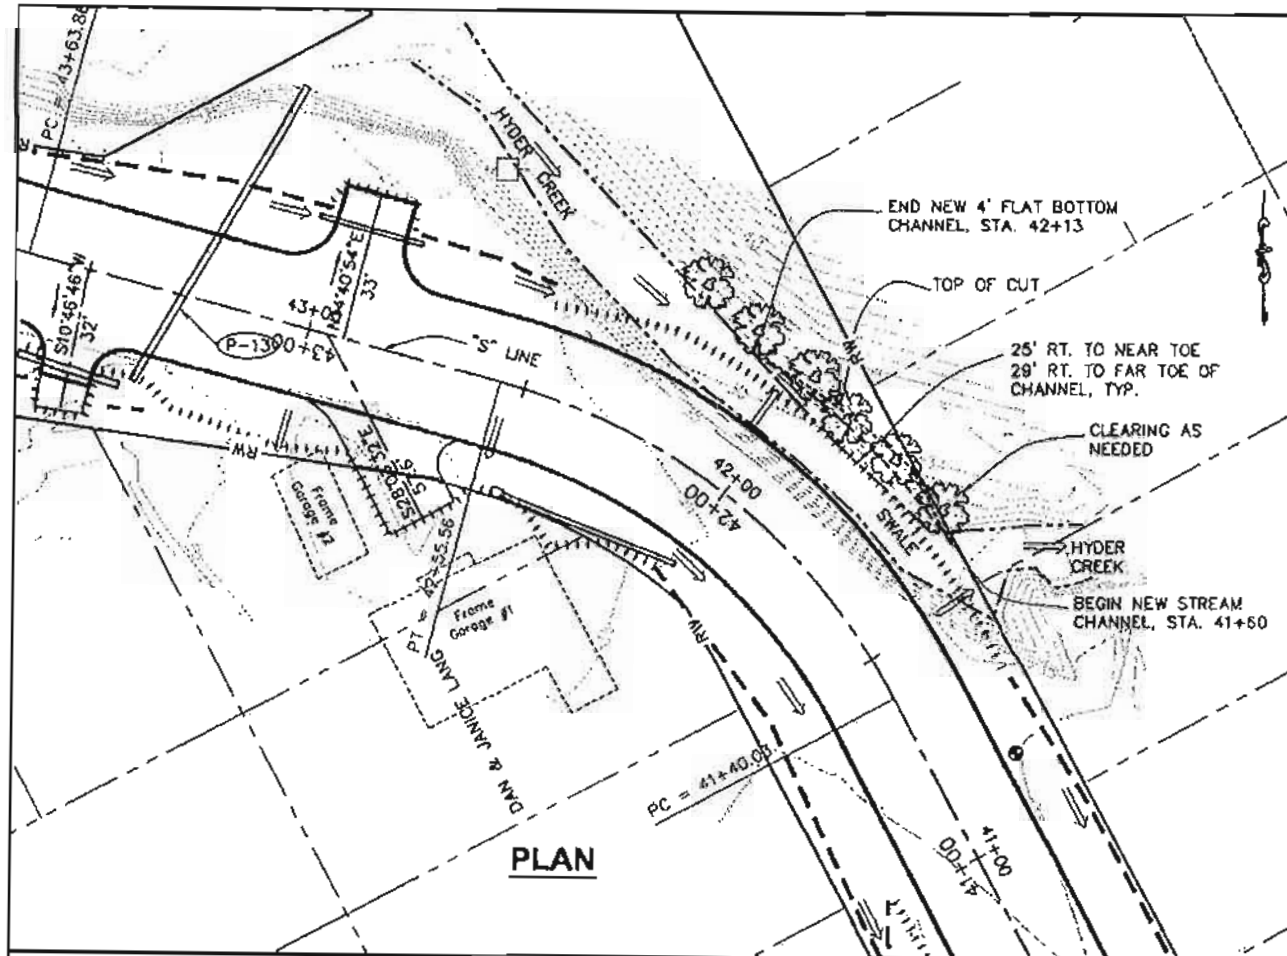 PC = 43+63.86
HYDER
CREEK
END NEW 4' FLAT BOTTOM
CHANNEL, STA. 42+13
TOP OF CUT
RW
25' RT. TO NEAR TOE
29' RT. TO FAR TOE OF
CHANNEL, TYP.
CLEARING AS
NEEDED
S10°46'46"W
32'
P-13
43+00
43+00
N84°40'54"E
33'
"S" LINE
42+00
42+00
SWALE
HYDER
CREEK
BEGIN NEW STREAM
CHANNEL, STA. 41+60
RW
Frame
Garage #2
PT = 42+55.56
Frame
Garage #1
RW
DAN & JANICE LANG
PC = 41+40.03
41+00
41+00
PLAN